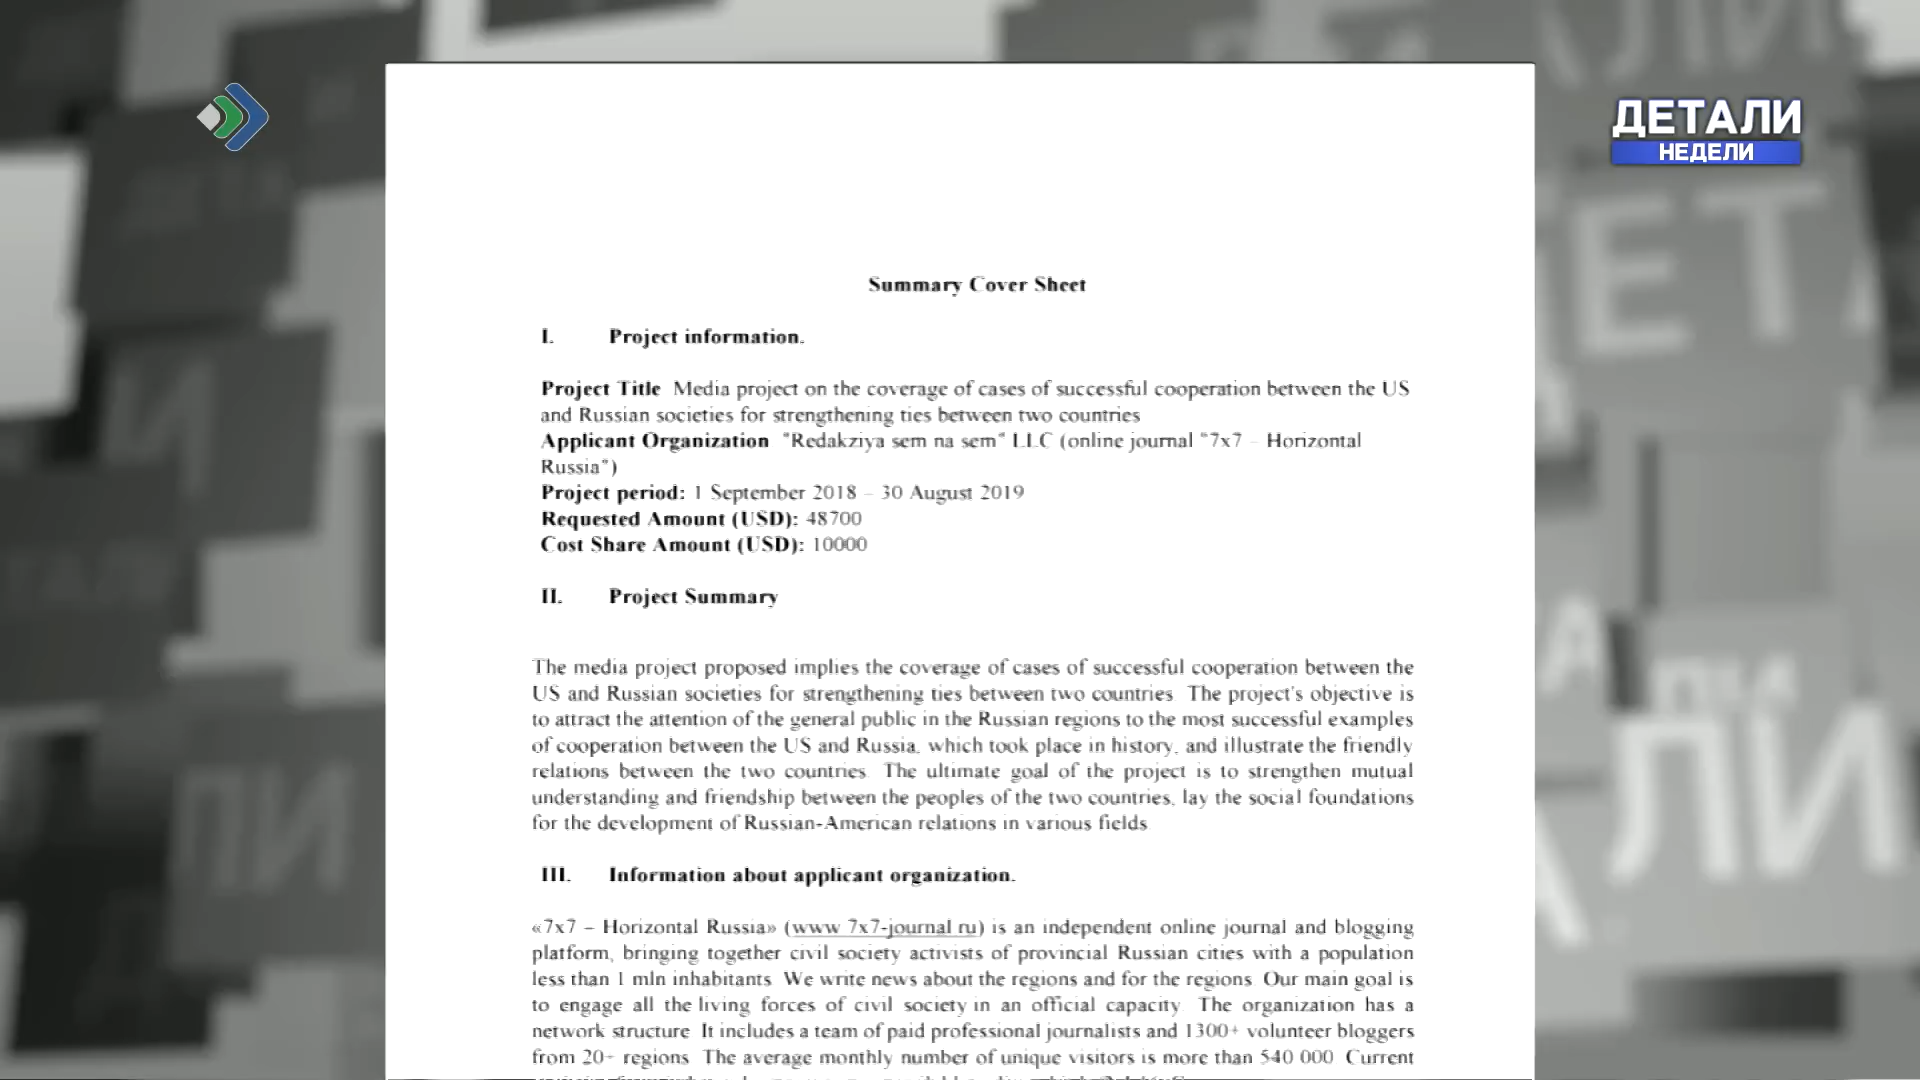 ДЕТАЛИ
НЕДЕЛИ
Summary Cover Sheet
I. Project information.
Project Title Media project on the coverage of cases of successful cooperation between the US
and Russian societies for strengthening ties between two countries
Applicant Organization "Redakziya sem na sem" LLC (online journal "7x7 – Horizontal
Russia")
Project period: 1 September 2018 – 30 August 2019
Requested Amount (USD): 48700
Cost Share Amount (USD): 10000
II. Project Summary
The media project proposed implies the coverage of cases of successful cooperation between the
US and Russian societies for strengthening ties between two countries. The project's objective is
to attract the attention of the general public in the Russian regions to the most successful examples
of cooperation between the US and Russia, which took place in history, and illustrate the friendly
relations between the two countries. The ultimate goal of the project is to strengthen mutual
understanding and friendship between the peoples of the two countries, lay the social foundations
for the development of Russian-American relations in various fields.
III. Information about applicant organization.
«7x7 – Horizontal Russia» (www.7x7-journal.ru) is an independent online journal and blogging
platform, bringing together civil society activists of provincial Russian cities with a population
less than 1 mln inhabitants. We write news about the regions and for the regions. Our main goal is
to engage all the living forces of civil society in an official capacity. The organization has a
network structure. It includes a team of paid professional journalists and 1300+ volunteer bloggers
from 20+ regions. The average monthly number of unique visitors is more than 540 000. Current